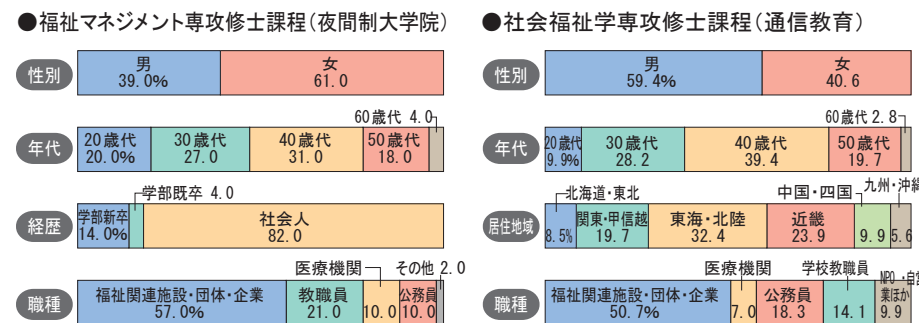 ●福祉マネジメント専攻修士課程(夜間制大学院)
性別
男
39.0%
女
61.0
60歳代 4.0
年代
20歳代
20.0%
30歳代
27.0
40歳代
31.0
50歳代
18.0
学部既卒 4.0
経歴
学部新卒
14.0%
社会人
82.0
医療機関
その他 2.0
職種
福祉関連施設・団体・企業
57.0%
教職員
21.0
10.0
公務員
10.0
●社会福祉学専攻修士課程(通信教育)
性別
男
59.4%
女
40.6
60歳代 2.8
年代
20歳代
9.9%
30歳代
28.2
40歳代
39.4
50歳代
19.7
北海道・東北
中国・四国
九州・沖縄
居住地域
8.5%
関東・甲信越
19.7
東海・北陸
32.4
近畿
23.9
9.9
5.6
医療機関
学校教職員
職種
福祉関連施設・団体・企業
50.7%
7.0
公務員
18.3
14.1
NPO・自営
業ほか
9.9